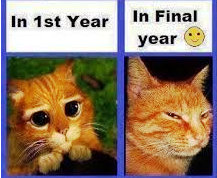 In 1st Year
In Final
year